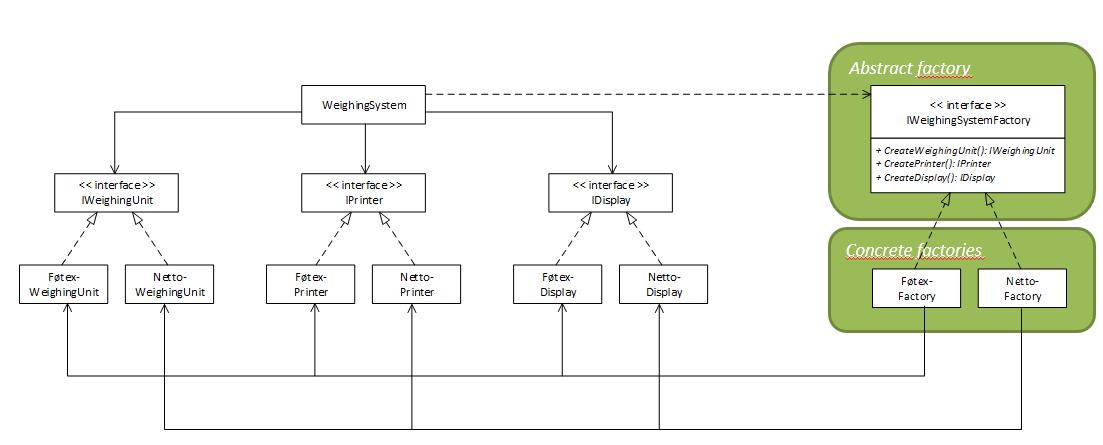 Abstract factory
WeighingSystem
<< interface >>
IWeighingSystemFactory
+ CreateWeighingUnit(): IWeighingUnit
+ CreatePrinter(): IPrinter
+ CreateDisplay(): IDisplay
<< interface >>
IWeighingUnit
<< interface >>
IPrinter
<< interface >>
IDisplay
Concrete factories
Føtex-
WeighingUnit
Netto-
WeighingUnit
Føtex-
Printer
Netto-
Printer
Føtex-
Display
Netto-
Display
Føtex-
Factory
Netto-
Factory